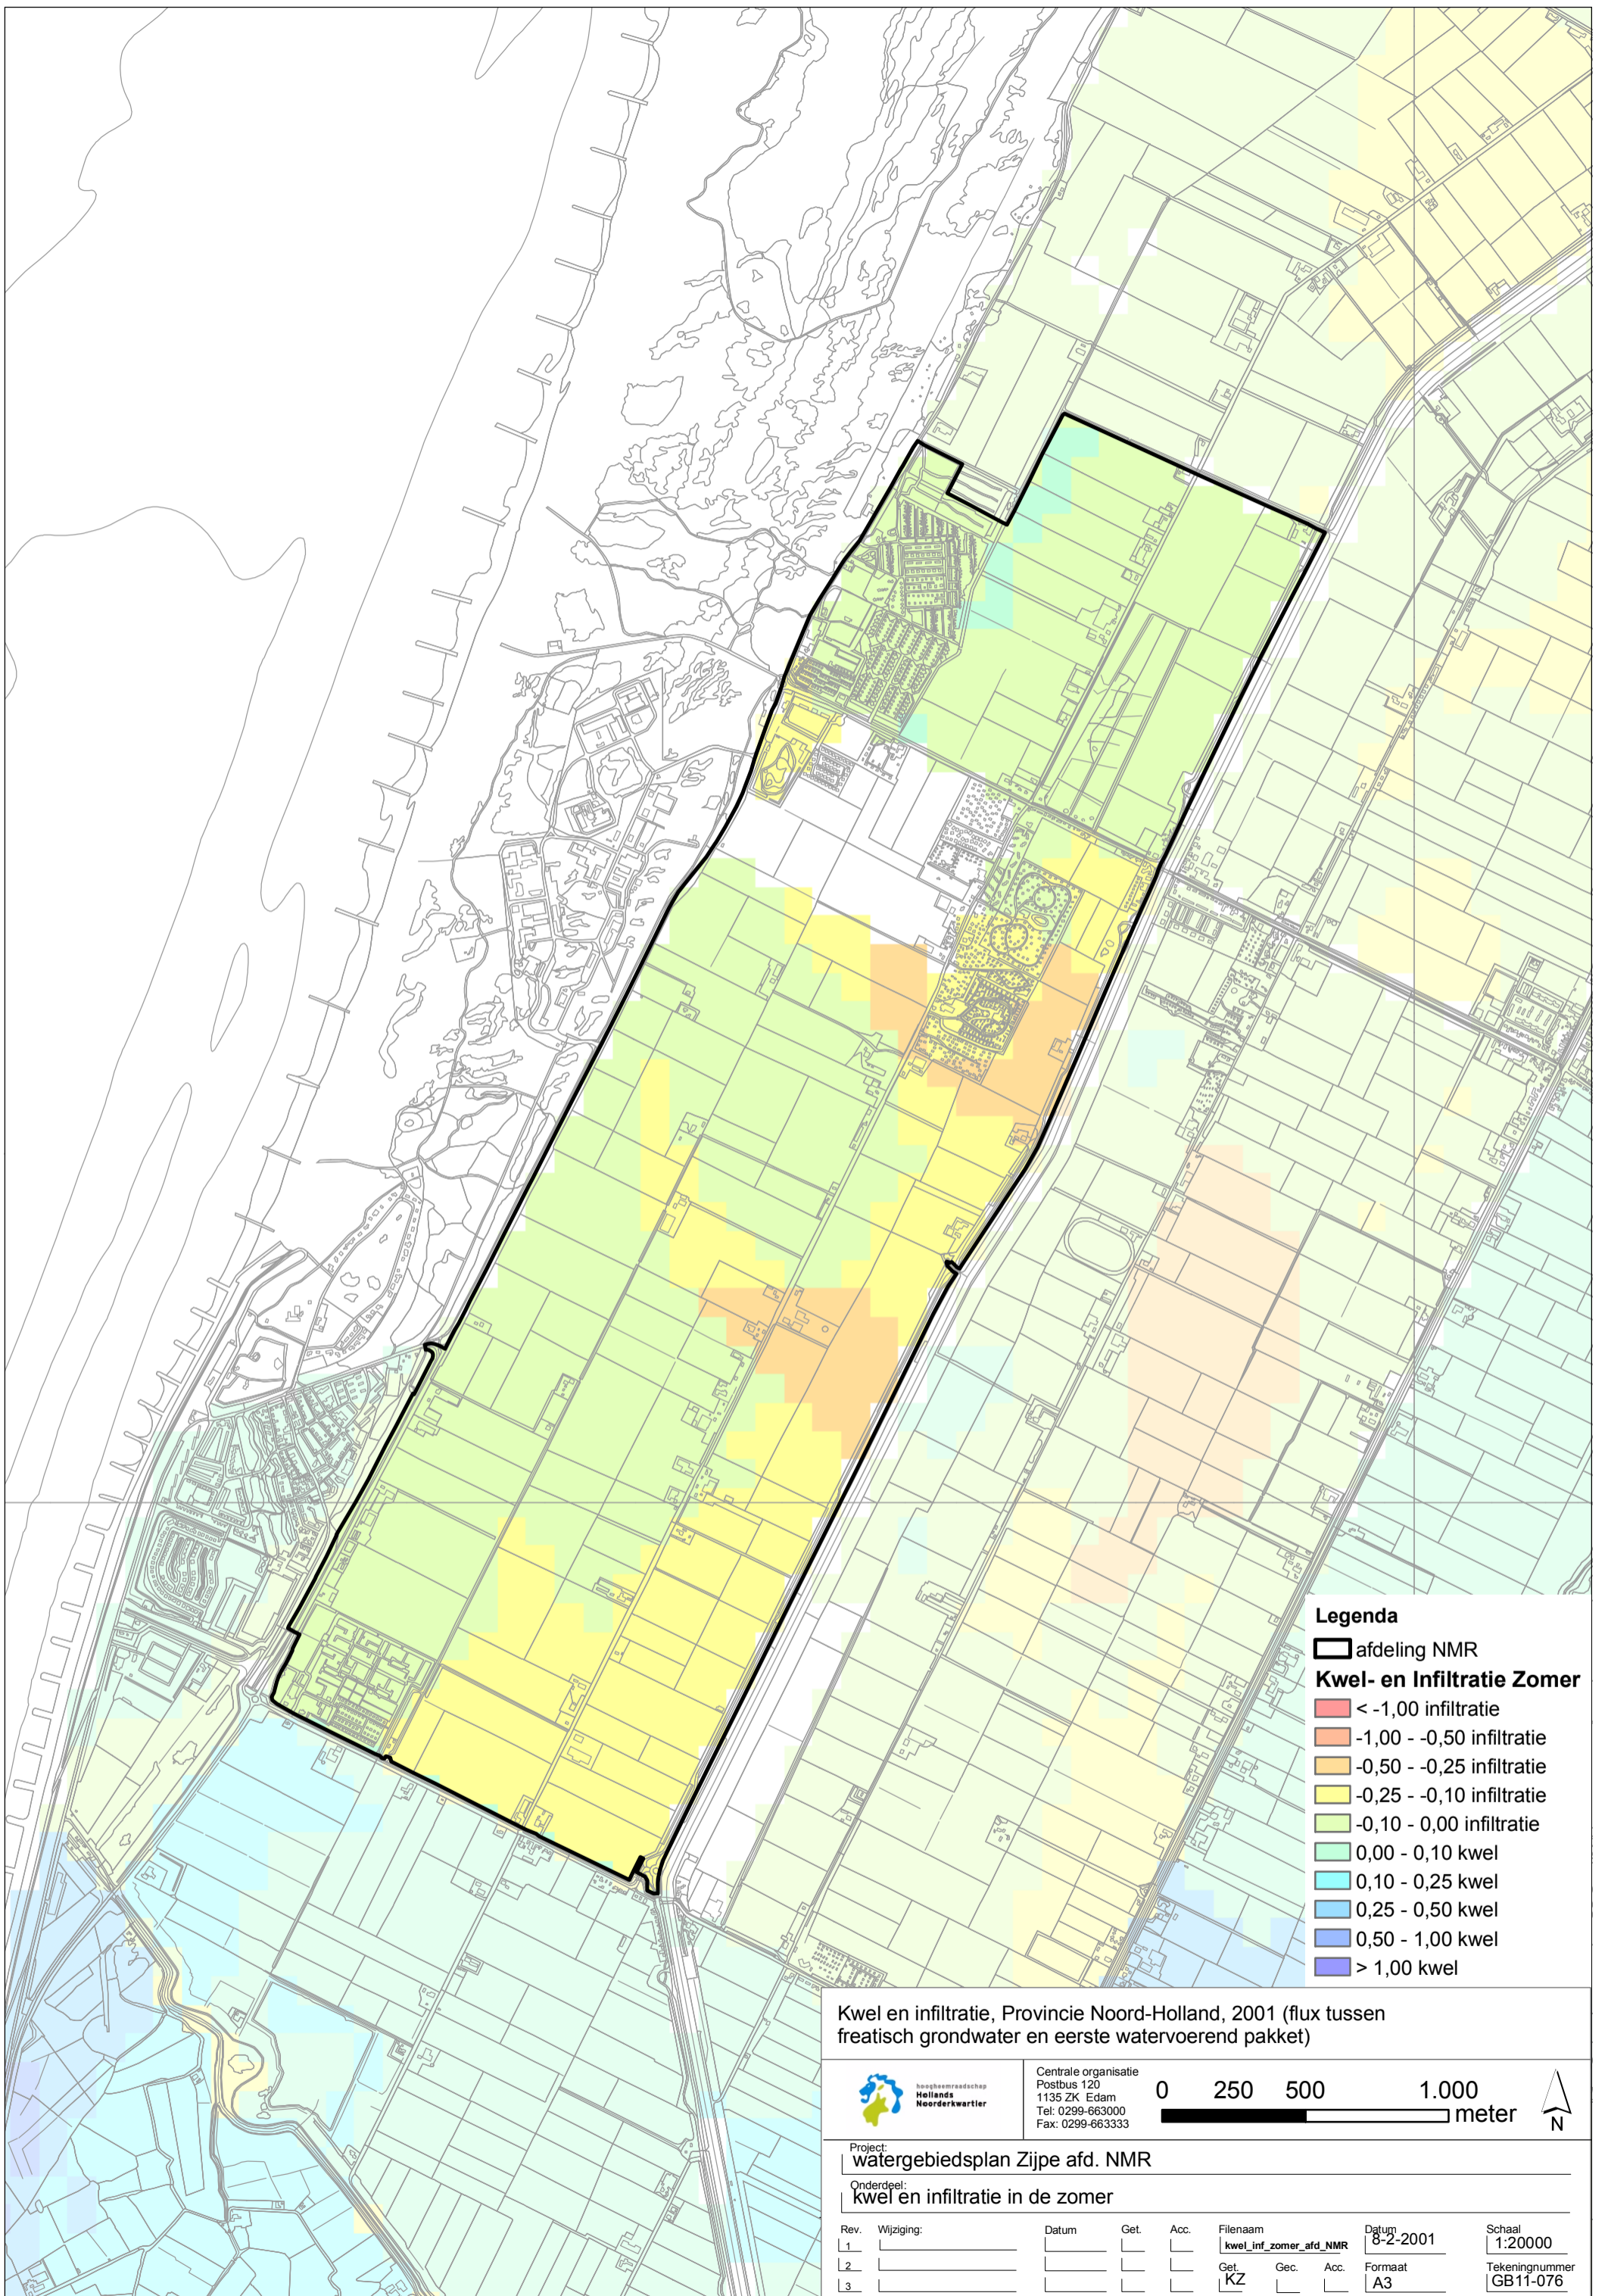 Legenda
afdeling NMR
Kwel- en Infiltratie Zomer
< -1,00 infiltratie
-1,00 - -0,50 infiltratie
-0,50 - -0,25 infiltratie
-0,25 - -0,10 infiltratie
-0,10 - 0,00 infiltratie
0,00 - 0,10 kwel
0,10 - 0,25 kwel
0,25 - 0,50 kwel
0,50 - 1,00 kwel
> 1,00 kwel
Kwel en infiltratie, Provincie Noord-Holland, 2001 (flux tussen
freatisch grondwater en eerste watervoerend pakket)
hoogheemraadschap
Hollands
Noorderkwartier
Centrale organisatie
Postbus 120
1135 ZK Edam
Tel: 0299-663000
Fax: 0299-663333
0 250 500 1.000
meter
N
Project:
watergebiedsplan Zijpe afd. NMR
Onderdeel:
kwel en infiltratie in de zomer
Rev. Wijziging: Datum Get. Acc. Filenaam Datum Schaal
1 kwel_inf_zomer_afd_NMR 8-2-2001 1:20000
2 Get. Gec. Acc. Formaat Tekeningnummer
3 KZ A3 GB11-076